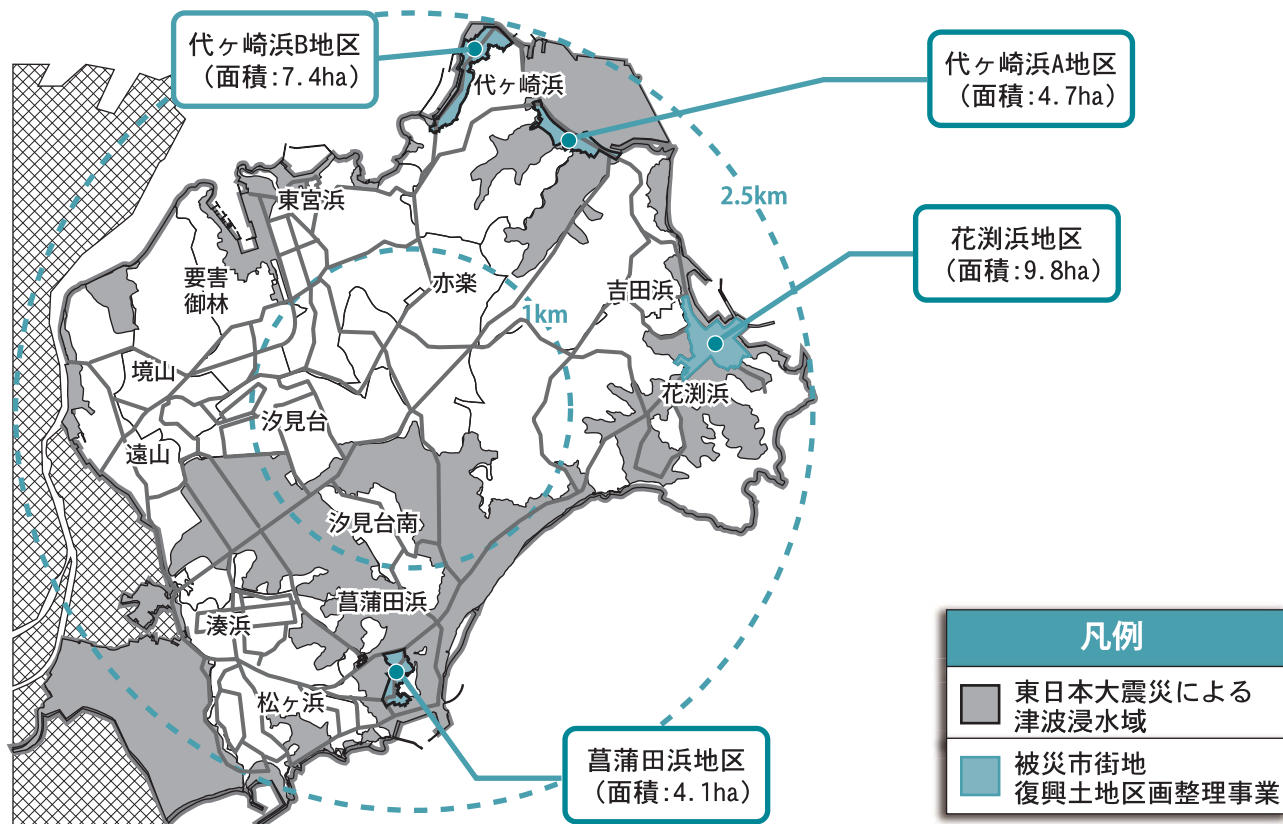 代ヶ崎浜B地区
（面積:7.4ha）
代ヶ崎浜A地区
（面積:4.7ha）
代ヶ崎浜
2.5km
東宮浜
花渕浜地区
（面積:9.8ha）
要害
御林
亦楽
吉田浜
1km
境山
花渕浜
汐見台
遠山
汐見台南
菖蒲田浜
湊浜
松ヶ浜
菖蒲田浜地区
（面積:4.1ha）
凡例
東日本大震災による
津波浸水域
被災市街地
復興土地区画整理事業